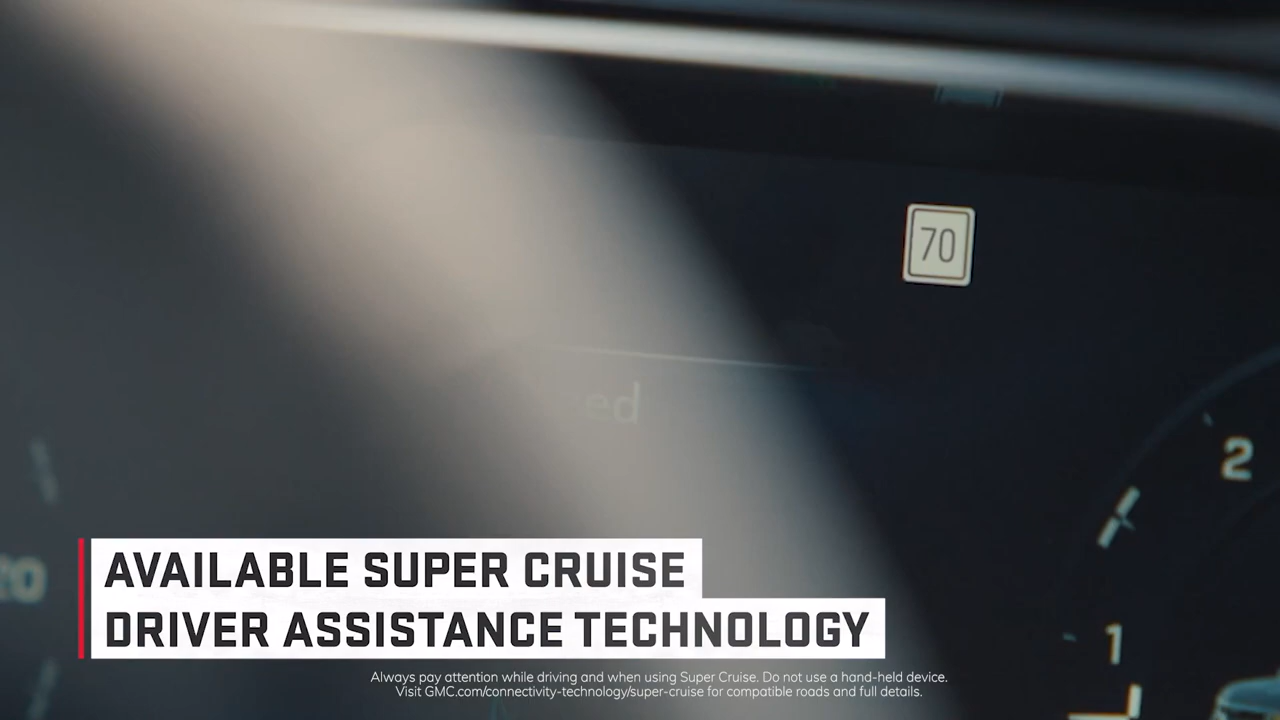 70
2
AVAILABLE SUPER CRUISE
DRIVER ASSISTANCE TECHNOLOGY
1
Always pay attention while driving and when using Super Cruise. Do not use a hand-held device.
Visit GMC.com/connectivity-technology/super-cruise for compatible roads and full details.